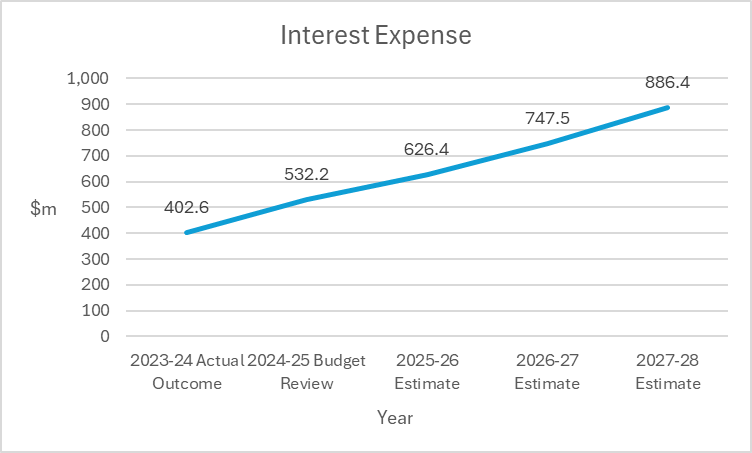 Interest Expense
1,000
900
800
700
600
500
400
300
200
100
0
$m
402.6
532.2
626.4
747.5
886.4
2023-24 Actual
Outcome
2024-25 Budget
Review
2025-26
Estimate
2026-27
Estimate
2027-28
Estimate
Year